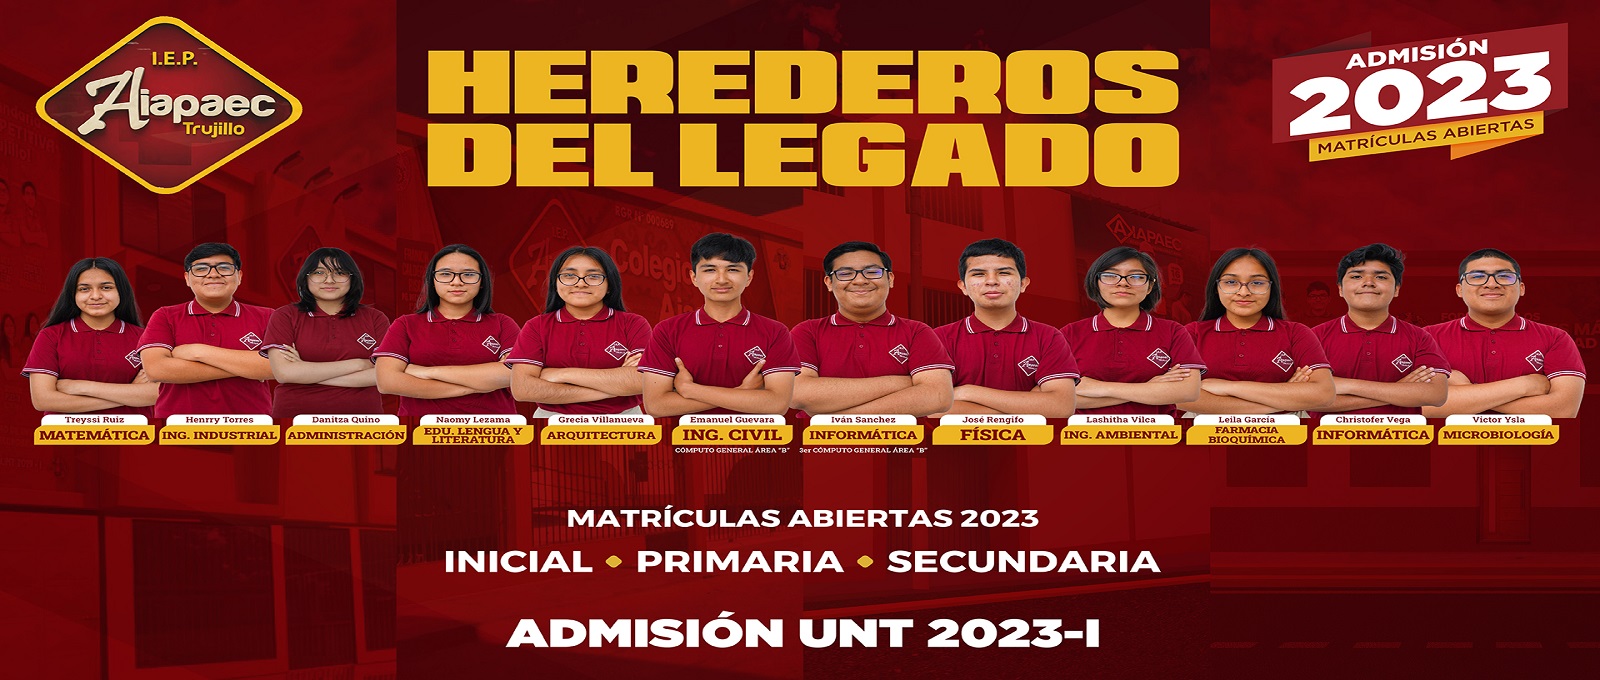 I.E.P.
Aiapaec
Trujillo
HEREDEROS
DEL LEGADO
ADMISIÓN
2023
MATRÍCULAS ABIERTAS
Treyssi Ruiz
MATEMÁTICA
Henrry Torres
ING. INDUSTRIAL
Danitza Quino
ADMINISTRACIÓN
Naomy Lezama
EDU. LENGUA Y
LITERATURA
Grecia Villanueva
ARQUITECTURA
Emanuel Guevara
ING. CIVIL
CÓMPUTO GENERAL ÁREA "B"
Iván Sanchez
INFORMÁTICA
3er CÓMPUTO GENERAL ÁREA "B"
José Rengifo
FÍSICA
Lashitha Vilca
ING. AMBIENTAL
Leila García
FARMACIA
BIOQUÍMICA
Christofer Vega
INFORMÁTICA
Víctor Ysla
MICROBIOLOGÍA
MATRÍCULAS ABIERTAS 2023
INICIAL • PRIMARIA • SECUNDARIA
ADMISIÓN UNT 2023-I